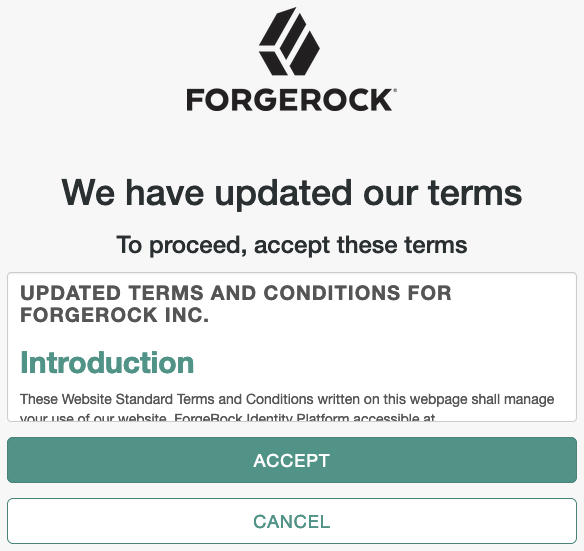 FORGEROCK®
We have updated our terms
To proceed, accept these terms
UPDATED TERMS AND CONDITIONS FOR
FORGEROCK INC.
Introduction
These Website Standard Terms and Conditions written on this webpage shall manage
your use of our website, ForgeRock Identity Platform accessible at
ACCEPT
CANCEL